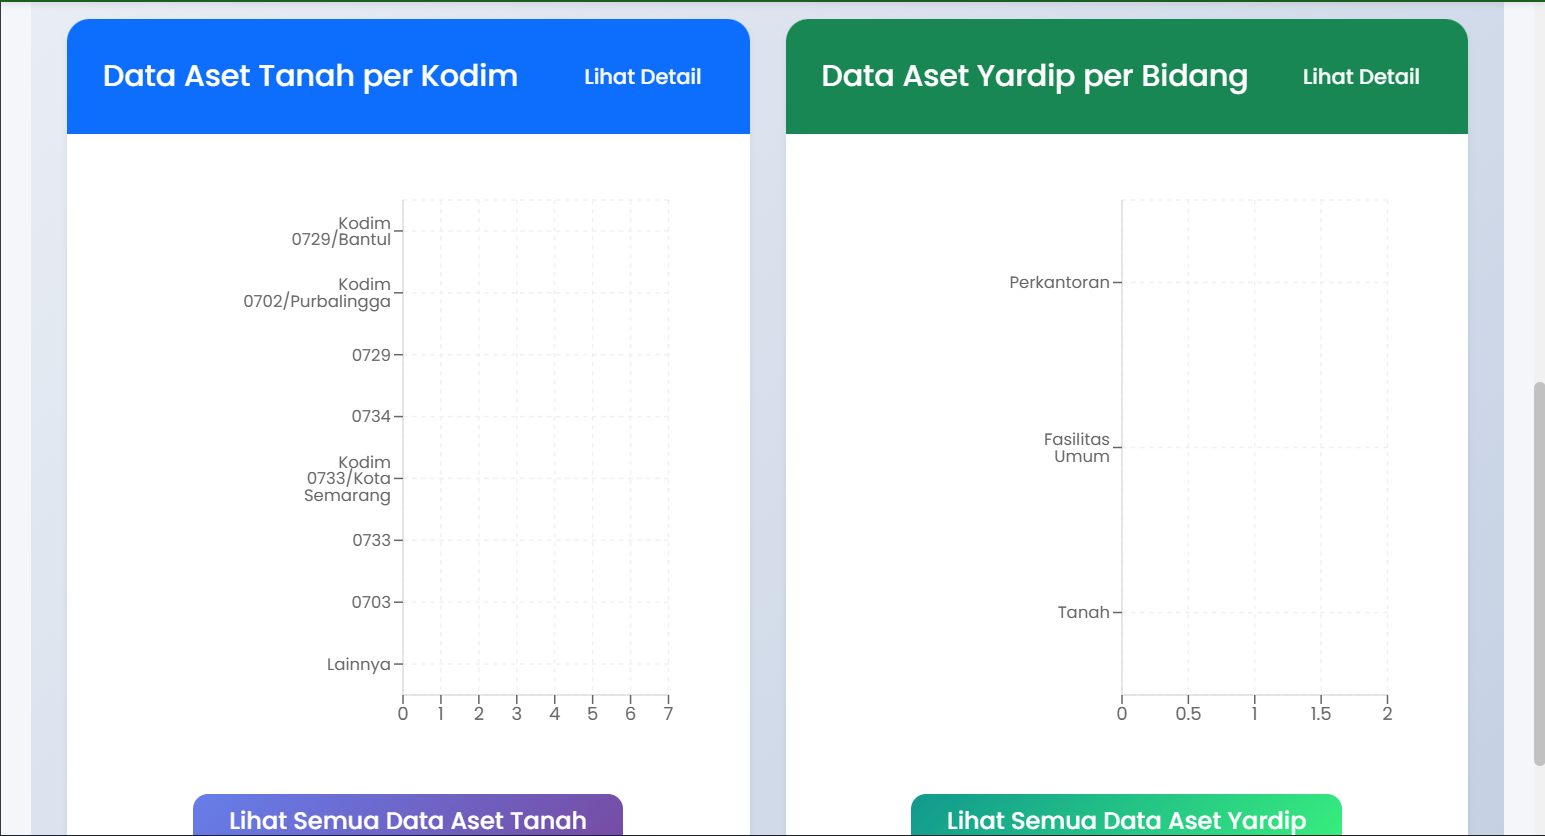 Data Aset Tanah per Kodim
Lihat Detail
Kodim
0729/Bantul
Kodim
0702/Purbalingga
0729
0734
Kodim
0733/Kota
Semarang
0733
0703
Lainnya
0 1 2 3 4 5 6 7
Lihat Semua Data Aset Tanah
Data Aset Yardip per Bidang
Lihat Detail
Perkantoran
Fasilitas
Umum
Tanah
0 0.5 1 1.5 2
Lihat Semua Data Aset Yardip